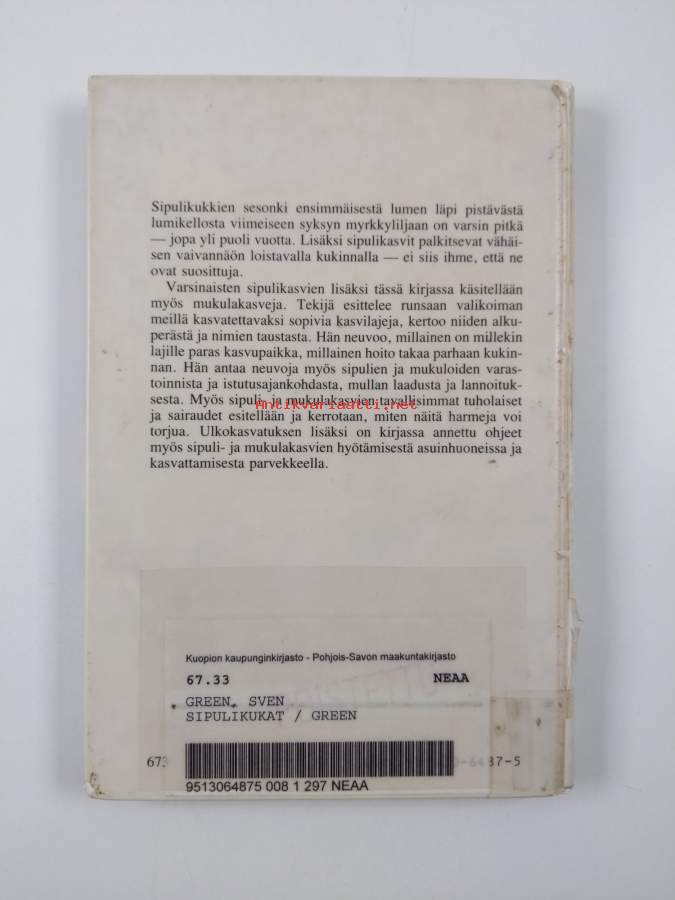 Sipulikukkien sesonki ensimmäisestä lumen läpi pistävästä
lumikellosta viimeiseen syksyn myrkkyliljaan on varsin pitkä
— jopa yli puoli vuotta. Lisäksi sipulikasvit palkitsevat vähäi-
sen vaivannäön loistavalla kukinnalla — ei siis ihme, että ne
ovat suosittuja.
Varsinaisten sipulikasvien lisäksi tässä kirjassa käsitellään
myös mukulakasveja. Tekijä esittelee runsaan valikoiman
meillä kasvatettavaksi sopivia kasvilajeja, kertoo niiden alku-
perästä ja nimien taustasta. Hän neuvoo, millainen on millekin
lajille paras kasvupaikka, millainen hoito takaa parhaan kukin-
nan. Hän antaa neuvoja myös sipulien ja mukuloiden varas-
toinnista ja istutusajankohdasta, mullan laadusta ja lannoituk-
sesta. Myös sipuli- ja mukulakasvien tavallisimmat tuholaiset
Antikvariaatti.net
ja sairaudet esitellään ja kerrotaan, miten näitä harmeja voi
torjua. Ulkokasvatuksen lisäksi on kirjassa annettu ohjeet
myös sipuli- ja mukulakasvien hyötämisestä asuinhuoneissa ja
kasvattamisesta parvekkeella.
Kuopion kaupunginkirjasto - Pohjois-Savon maakuntakirjasto
67.33 NEAA
GREEN, SVEN
SIPULIKUKAT / GREEN
673 37-5
9513064875 008 1 297 NEAA